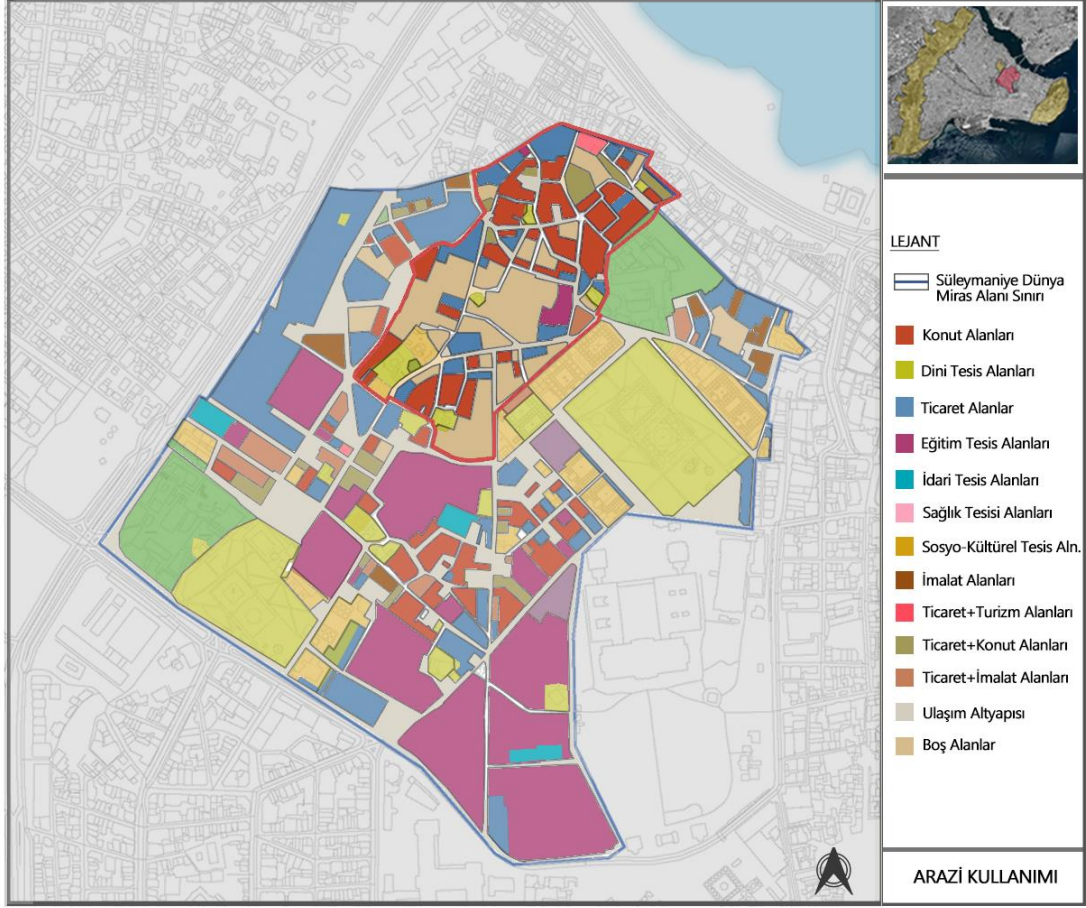 LEJANT
Süleymaniye Dünya
Miras Alanı Sınırı
Konut Alanları
Dini Tesis Alanları
Ticaret Alanlar
Eğitim Tesis Alanları
İdari Tesis Alanları
Sağlık Tesisi Alanları
Sosyo-Kültürel Tesis Aln.
İmalat Alanları
Ticaret+Turizm Alanları
Ticaret+Konut Alanları
Ticaret+İmalat Alanları
Ulaşım Altyapısı
Boş Alanlar
ARAZİ KULLANIMI